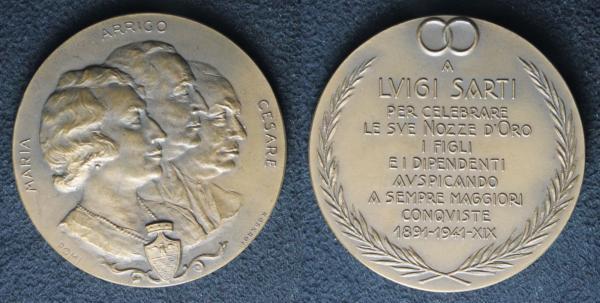 MARIA
ARRIGO
CESARE
ROMI
A
LVIGI SARTI
PER CELEBRARE
LE SVE NOZZE D'ORO
I FIGLI
E I DIPENDENTI
AVSPICANDO
A SEMPRE MAGGIORI
CONQVISTE
1891-1941-XIX